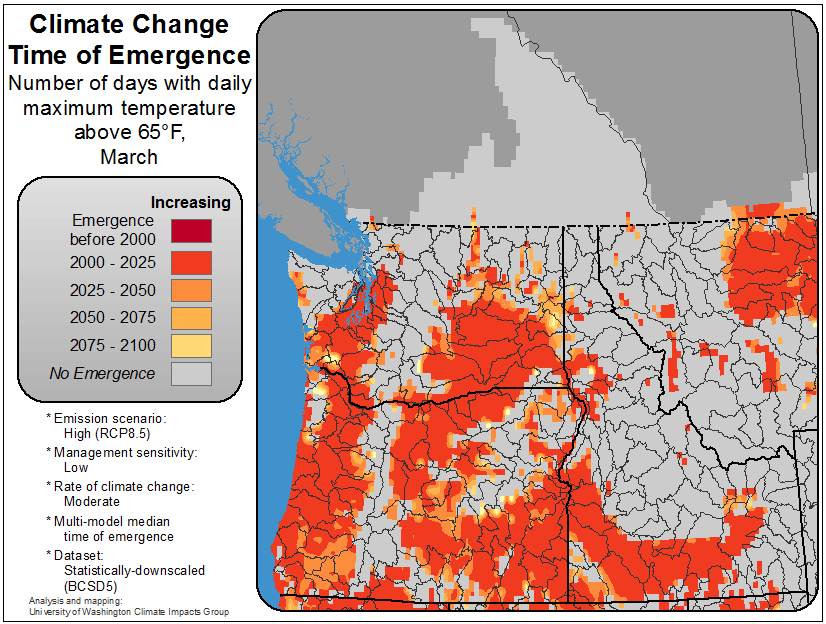 Climate Change
Time of Emergence
Number of days with daily
maximum temperature
above 65°F,
March
Increasing
Emergence
before 2000
2000 - 2025
2025 - 2050
2050 - 2075
2075 - 2100
No Emergence
* Emission scenario:
High (RCP8.5)
* Management sensitivity:
Low
* Rate of climate change:
Moderate
* Multi-model median
time of emergence
* Dataset:
Statistically-downscaled
(BCSD5)
Analysis and mapping:
University of Washington Climate Impacts Group